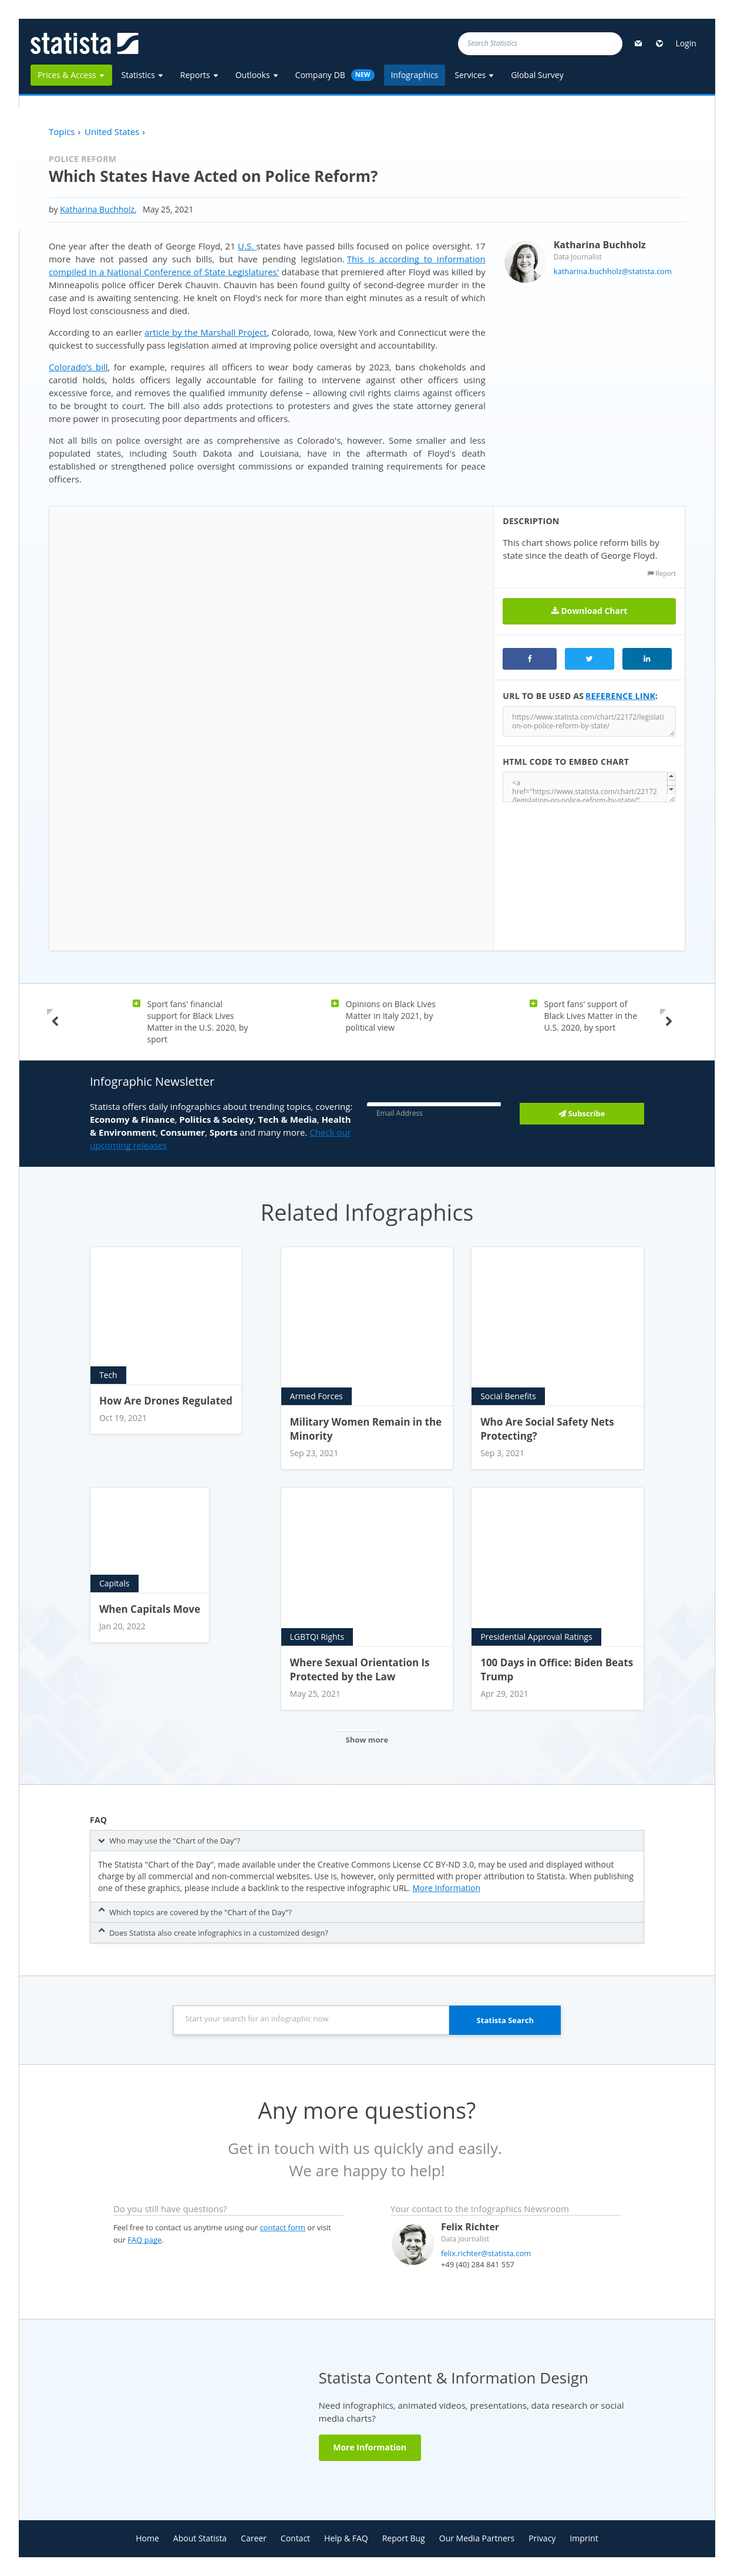 statista
Search Statistics
Login
Prices & Access
Statistics
Reports
Outlooks
Company DB NEW
Infographics
Services
Global Survey
Topics › United States ›
POLICE REFORM
Which States Have Acted on Police Reform?
by Katharina Buchholz, May 25, 2021
One year after the death of George Floyd, 21 U.S. states have passed bills focused on police oversight. 17
more have not passed any such bills, but have pending legislation. This is according to information
compiled in a National Conference of State Legislatures' database that premiered after Floyd was killed by
Minneapolis police officer Derek Chauvin. Chauvin has been found guilty of second-degree murder in the
case and is awaiting sentencing. He knelt on Floyd's neck for more than eight minutes as a result of which
Floyd lost consciousness and died.
According to an earlier article by the Marshall Project, Colorado, Iowa, New York and Connecticut were the
quickest to successfully pass legislation aimed at improving police oversight and accountability.
Colorado's bill, for example, requires all officers to wear body cameras by 2023, bans chokeholds and
carotid holds, holds officers legally accountable for failing to intervene against other officers using
excessive force, and removes the qualified immunity defense – allowing civil rights claims against officers
to be brought to court. The bill also adds protections to protesters and gives the state attorney general
more power in prosecuting poor departments and officers.
Not all bills on police oversight are as comprehensive as Colorado's, however. Some smaller and less
populated states, including South Dakota and Louisiana, have in the aftermath of Floyd's death
established or strengthened police oversight commissions or expanded training requirements for peace
officers.
Katharina Buchholz
Data Journalist
katharina.buchholz@statista.com
DESCRIPTION
This chart shows police reform bills by
state since the death of George Floyd.
Report
Download Chart
URL TO BE USED AS REFERENCE LINK:
https://www.statista.com/chart/22172/legislati
on-on-police-reform-by-state/
HTML CODE TO EMBED CHART
<a
href="https://www.statista.com/chart/22172
/legislation-on-police-reform-by-state/"
Sport fans' financial
support for Black Lives
Matter in the U.S. 2020, by
sport
Opinions on Black Lives
Matter in Italy 2021, by
political view
Sport fans' support of
Black Lives Matter in the
U.S. 2020, by sport
Infographic Newsletter
Statista offers daily infographics about trending topics, covering:
Economy & Finance, Politics & Society, Tech & Media, Health
& Environment, Consumer, Sports and many more. Check our
upcoming releases
Email Address
Subscribe
Related Infographics
Tech
How Are Drones Regulated
Oct 19, 2021
Armed Forces
Military Women Remain in the
Minority
Sep 23, 2021
Social Benefits
Who Are Social Safety Nets
Protecting?
Sep 3, 2021
Capitals
When Capitals Move
Jan 20, 2022
LGBTQI Rights
Where Sexual Orientation Is
Protected by the Law
May 25, 2021
Presidential Approval Ratings
100 Days in Office: Biden Beats
Trump
Apr 29, 2021
Show more
FAQ
Who may use the "Chart of the Day"?
The Statista "Chart of the Day", made available under the Creative Commons License CC BY-ND 3.0, may be used and displayed without
charge by all commercial and non-commercial websites. Use is, however, only permitted with proper attribution to Statista. When publishing
one of these graphics, please include a backlink to the respective infographic URL. More Information
Which topics are covered by the "Chart of the Day"?
Does Statista also create infographics in a customized design?
Start your search for an infographic now
Statista Search
Any more questions?
Get in touch with us quickly and easily.
We are happy to help!
Do you still have questions?
Feel free to contact us anytime using our contact form or visit
our FAQ page.
Your contact to the Infographics Newsroom
Felix Richter
Data Journalist
felix.richter@statista.com
+49 (40) 284 841 557
Statista Content & Information Design
Need infographics, animated videos, presentations, data research or social
media charts?
More Information
Home
About Statista
Career
Contact
Help & FAQ
Report Bug
Our Media Partners
Privacy
Imprint